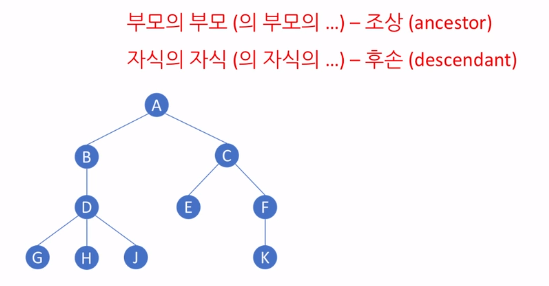 부모의 부모 (의 부모의 ...) – 조상 (ancestor)
자식의 자식 (의 자식의 ...) – 후손 (descendant)
A
B
C
D
E
F
G
H
J
K